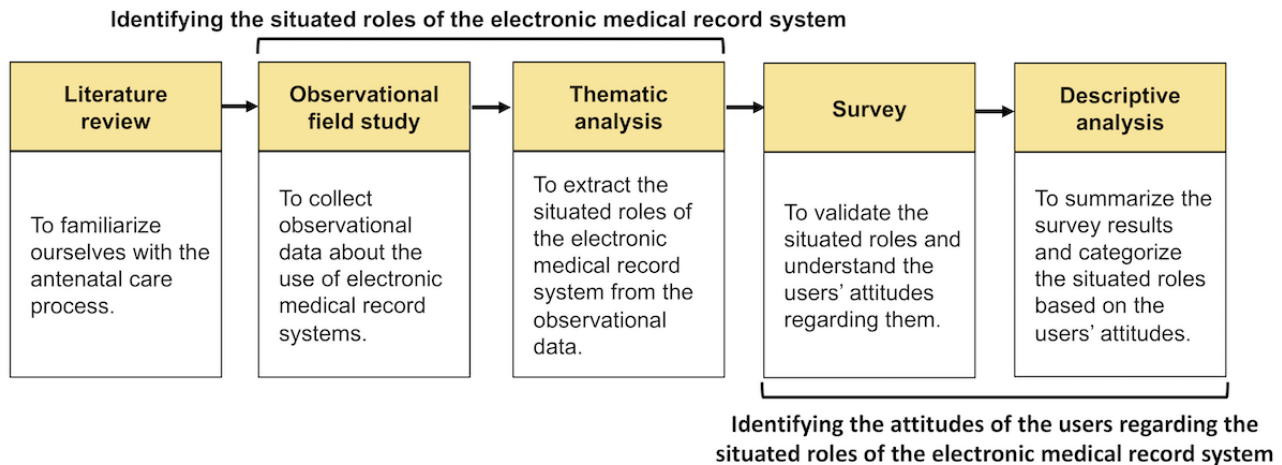 Identifying the situated roles of the electronic medical record system
Literature
review
Observational
field study
Thematic
analysis
Survey
Descriptive
analysis
To familiarize
ourselves with the
antenatal care
process.
To collect
observational
data about the
use of electronic
medical record
systems.
To extract the
situated roles of
the electronic
medical record
system from the
observational
data.
To validate the
situated roles and
understand the
users’ attitudes
regarding them.
To summarize the
survey results
and categorize
the situated roles
based on the
users’ attitudes.
Identifying the attitudes of the users regarding the
situated roles of the electronic medical record system